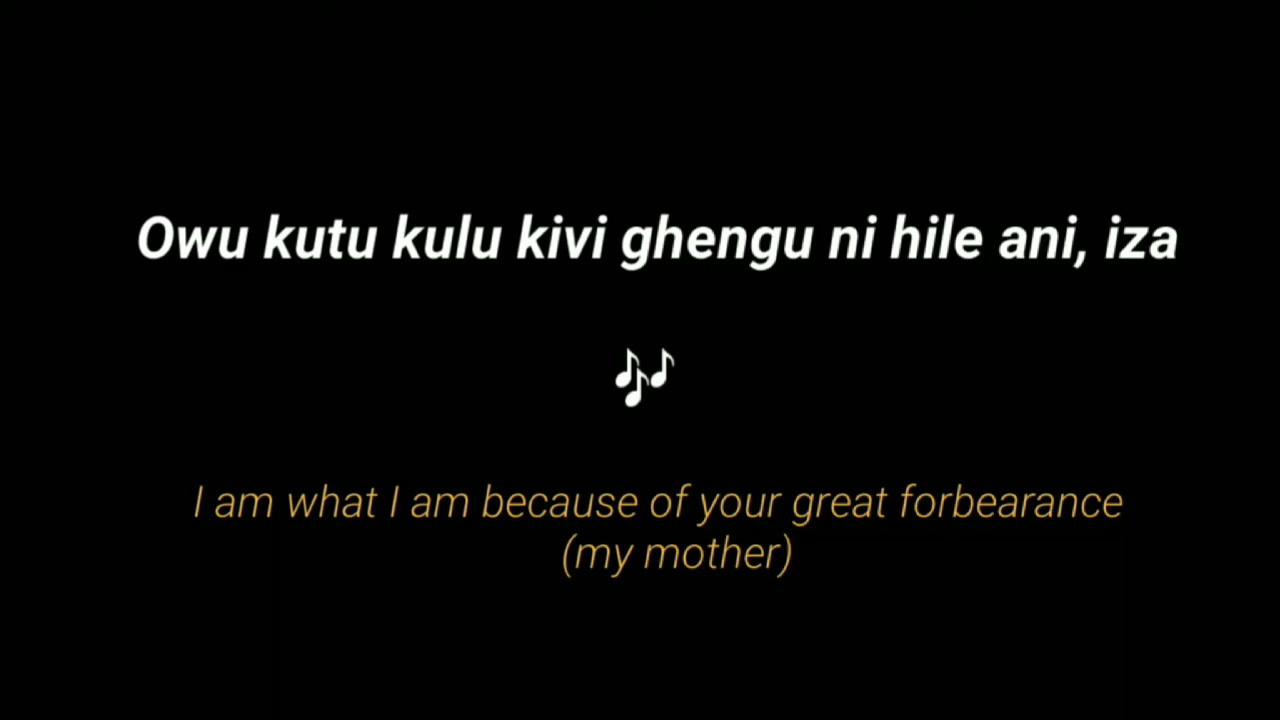 Owu kutu kulu kivi ghengu ni hile ani, iza
I am what I am because of your great forbearance
(my mother)